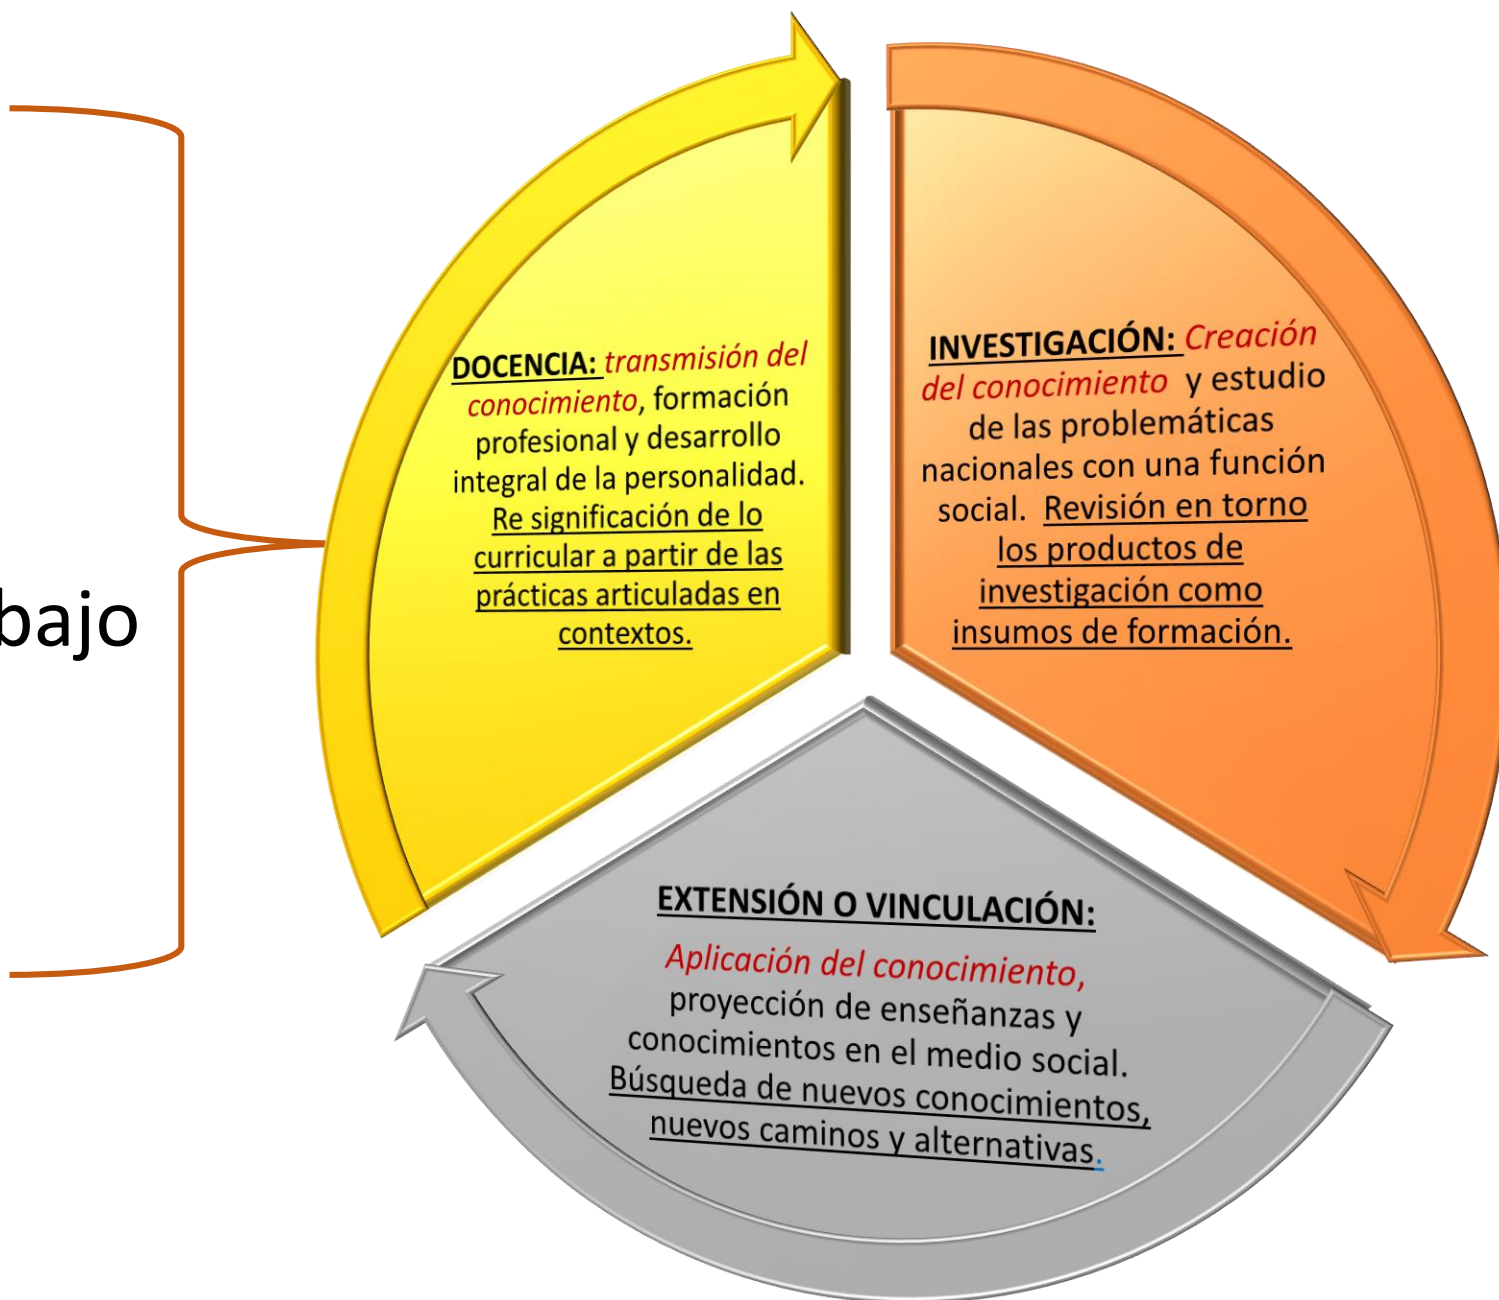 bajo
DOCENCIA: transmisión del
conocimiento, formación
profesional y desarrollo
integral de la personalidad.
Re significación de lo
curricular a partir de las
prácticas articuladas en
contextos.
INVESTIGACIÓN: Creación
del conocimiento y estudio
de las problemáticas
nacionales con una función
social. Revisión en torno
los productos de
investigación como
insumos de formación.
EXTENSIÓN O VINCULACIÓN:
Aplicación del conocimiento,
proyección de enseñanzas y
conocimientos en el medio social.
Búsqueda de nuevos conocimientos,
nuevos caminos y alternativas.